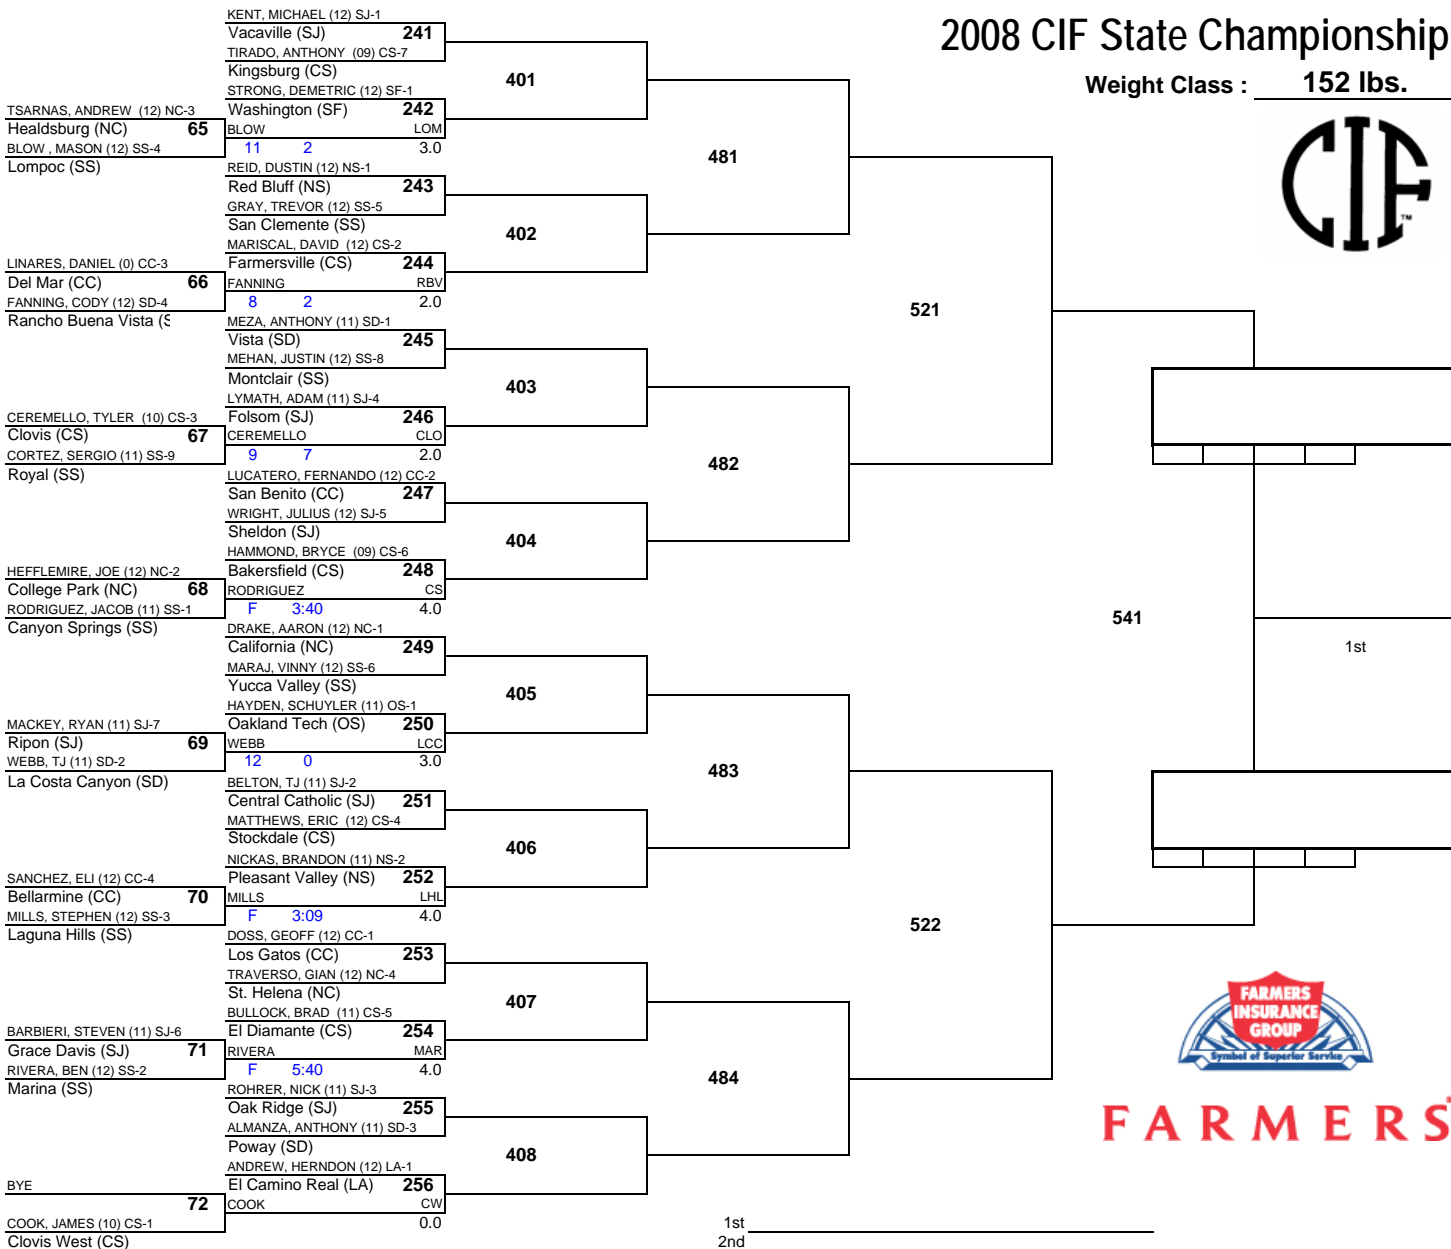 2008 CIF State Championship
Weight Class : 152 lbs.
CIF
TM
TSARNAS, ANDREW (12) NC-3
Healdsburg (NC) 65
BLOW , MASON (12) SS-4
Lompoc (SS)
LINARES, DANIEL (0) CC-3
Del Mar (CC) 66
FANNING, CODY (12) SD-4
Rancho Buena Vista (S
CEREMELLO, TYLER (10) CS-3
Clovis (CS) 67
CORTEZ, SERGIO (11) SS-9
Royal (SS)
HEFFLEMIRE, JOE (12) NC-2
College Park (NC) 68
RODRIGUEZ, JACOB (11) SS-1
Canyon Springs (SS)
MACKEY, RYAN (11) SJ-7
Ripon (SJ) 69
WEBB, TJ (11) SD-2
La Costa Canyon (SD)
SANCHEZ, ELI (12) CC-4
Bellarmine (CC) 70
MILLS, STEPHEN (12) SS-3
Laguna Hills (SS)
BARBIERI, STEVEN (11) SJ-6
Grace Davis (SJ) 71
RIVERA, BEN (12) SS-2
Marina (SS)
BYE
72
COOK, JAMES (10) CS-1
Clovis West (CS)
KENT, MICHAEL (12) SJ-1
Vacaville (SJ) 241
TIRADO, ANTHONY (09) CS-7
Kingsburg (CS)
STRONG, DEMETRIC (12) SF-1
Washington (SF) 242
BLOW LOM
11 2 3.0
REID, DUSTIN (12) NS-1
Red Bluff (NS) 243
GRAY, TREVOR (12) SS-5
San Clemente (SS)
MARISCAL, DAVID (12) CS-2
Farmersville (CS) 244
FANNING RBV
8 2 2.0
MEZA, ANTHONY (11) SD-1
Vista (SD) 245
MEHAN, JUSTIN (12) SS-8
Montclair (SS)
LYMATH, ADAM (11) SJ-4
Folsom (SJ) 246
CEREMELLO CLO
9 7 2.0
LUCATERO, FERNANDO (12) CC-2
San Benito (CC) 247
WRIGHT, JULIUS (12) SJ-5
Sheldon (SJ)
HAMMOND, BRYCE (09) CS-6
Bakersfield (CS) 248
RODRIGUEZ CS
F 3:40 4.0
DRAKE, AARON (12) NC-1
California (NC) 249
MARAJ, VINNY (12) SS-6
Yucca Valley (SS)
HAYDEN, SCHUYLER (11) OS-1
Oakland Tech (OS) 250
WEBB LCC
12 0 3.0
BELTON, TJ (11) SJ-2
Central Catholic (SJ) 251
MATTHEWS, ERIC (12) CS-4
Stockdale (CS)
NICKAS, BRANDON (11) NS-2
Pleasant Valley (NS) 252
MILLS LHL
F 3:09 4.0
DOSS, GEOFF (12) CC-1
Los Gatos (CC) 253
TRAVERSO, GIAN (12) NC-4
St. Helena (NC)
BULLOCK, BRAD (11) CS-5
El Diamante (CS) 254
RIVERA MAR
F 5:40 4.0
ROHRER, NICK (11) SJ-3
Oak Ridge (SJ) 255
ALMANZA, ANTHONY (11) SD-3
Poway (SD)
ANDREW, HERNDON (12) LA-1
El Camino Real (LA) 256
COOK CW
0.0
401
402
403
404
405
406
407
408
481
482
483
484
521
522
541
1st
FARMERS
INSURANCE
GROUP
Symbol of Superior Service
FARMERS
1st
2nd